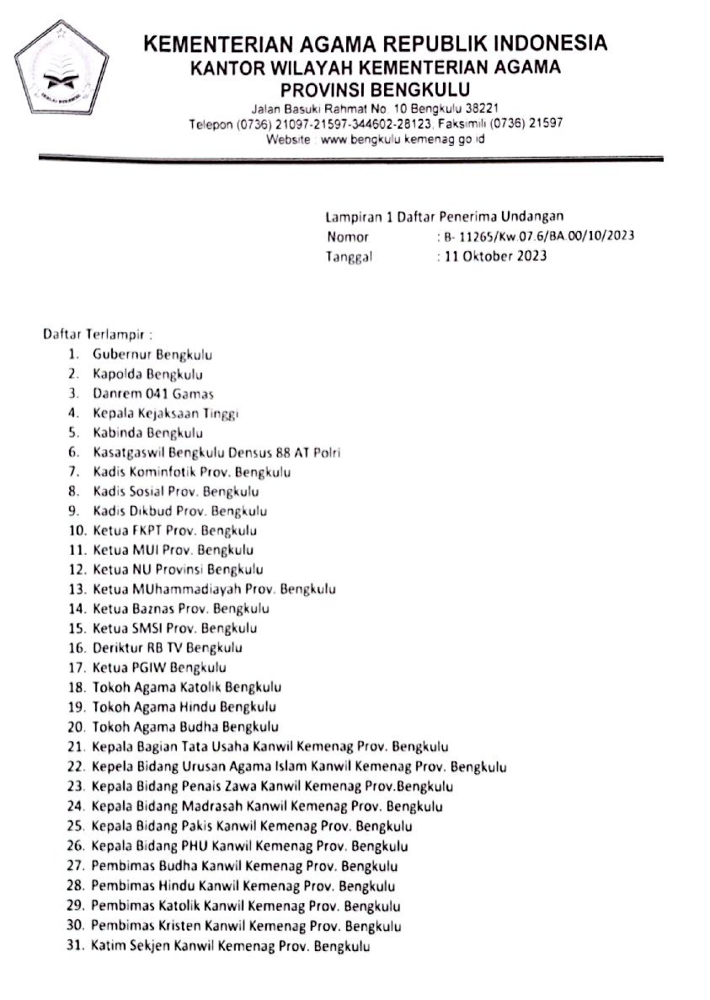 KEMENTERIAN AGAMA REPUBLIK INDONESIA
KANTOR WILAYAH KEMENTERIAN AGAMA
PROVINSI BENGKULU
Jalan Basuki Rahmat No. 10 Bengkulu 38221
Telepon (0736) 21097-21597-344602-28123, Faksimili (0736) 21597
Website : www bengkulu kemenag go id
Lampiran 1 Daftar Penerima Undangan
Nomor : B- 11265/Kw.07.6/BA.00/10/2023
Tanggal : 11 Oktober 2023
Daftar Terlampir :
1. Gubernur Bengkulu
2. Kapolda Bengkulu
3. Danrem 041 Gamas
4. Kepala Kejaksaan Tinggi
5. Kabinda Bengkulu
6. Kasatgaswil Bengkulu Densus 88 AT Polri
7. Kadis Kominfotik Prov. Bengkulu
8. Kadis Sosial Prov. Bengkulu
9. Kadis Dikbud Prov. Bengkulu
10. Ketua FKPT Prov. Bengkulu
11. Ketua MUI Prov. Bengkulu
12. Ketua NU Provinsi Bengkulu
13. Ketua MUhammadiayah Prov. Bengkulu
14. Ketua Baznas Prov. Bengkulu
15. Ketua SMSI Prov. Bengkulu
16. Deriktur RB TV Bengkulu
17. Ketua PGIW Bengkulu
18. Tokoh Agama Katolik Bengkulu
19. Tokoh Agama Hindu Bengkulu
20. Tokoh Agama Budha Bengkulu
21. Kepala Bagian Tata Usaha Kanwil Kemenag Prov. Bengkulu
22. Kepela Bidang Urusan Agama Islam Kanwil Kemenag Prov. Bengkulu
23. Kepala Bidang Penais Zawa Kanwil Kemenag Prov.Bengkulu
24. Kepala Bidang Madrasah Kanwil Kemenag Prov. Bengkulu
25. Kepala Bidang Pakis Kanwil Kemenag Prov. Bengkulu
26. Kepala Bidang PHU Kanwil Kemenag Prov. Bengkulu
27. Pembimas Budha Kanwil Kemenag Prov. Bengkulu
28. Pembimas Hindu Kanwil Kemenag Prov. Bengkulu
29. Pembimas Katolik Kanwil Kemenag Prov. Bengkulu
30. Pembimas Kristen Kanwil Kemenag Prov. Bengkulu
31. Katim Sekjen Kanwil Kemenag Prov. Bengkulu